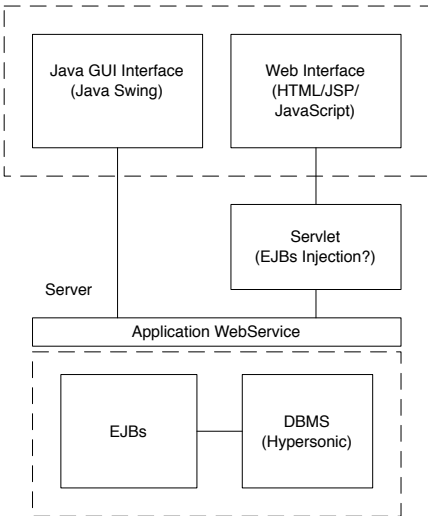 Java GUI Interface
(Java Swing)
Web Interface
(HTML/JSP/
JavaScript)
Servlet
(EJBs Injection?)
Server
Application WebService
EJBs
DBMS
(Hypersonic)